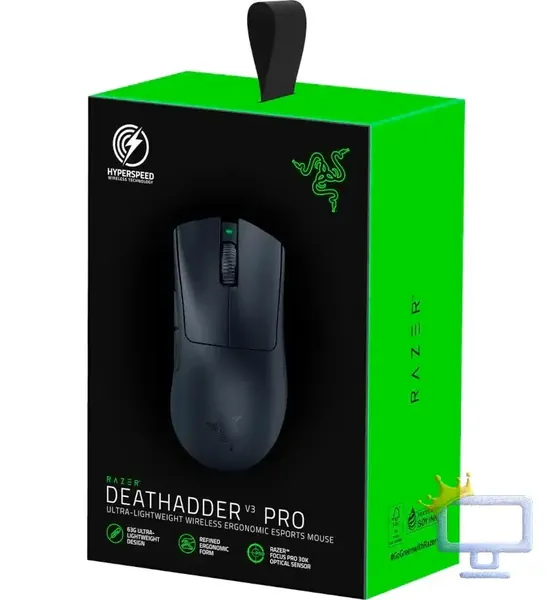 HYPERSPEED
WIRELESS TECHNOLOGY
RAZER
RAZER
DEATHADDER V3 PRO
ULTRA-LIGHTWEIGHT WIRELESS ERGONOMIC ESPORTS MOUSE
63G ULTRA-
LIGHTWEIGHT
DESIGN
REFINED
ERGONOMIC
FORM
RAZER™
FOCUS PRO 30K
OPTICAL SENSOR
#GoGreenwithRazer